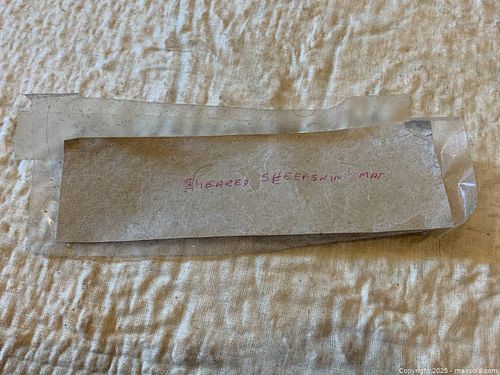 SHEARED SHEEPSKIN MAT
Copyright 2025 - maxsold.com